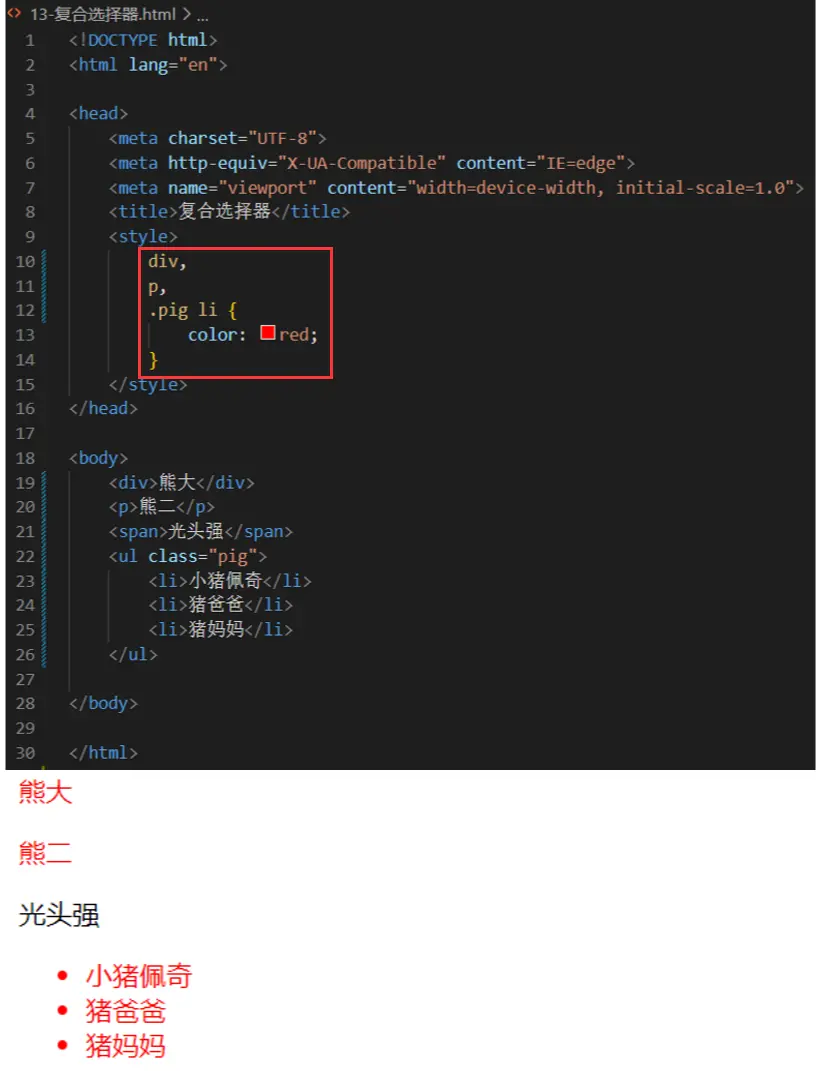 13-复合选择器.html > ...
1 <!DOCTYPE html>
2 <html lang="en">
3
4 <head>
5     <meta charset="UTF-8">
6     <meta http-equiv="X-UA-Compatible" content="IE=edge">
7     <meta name="viewport" content="width=device-width, initial-scale=1.0">
8     <title>复合选择器</title>
9     <style>
10         div,
11         p,
12         .pig li {
13             color: red;
14         }
15     </style>
16 </head>
17
18 <body>
19     <div>熊大</div>
20     <p>熊二</p>
21     <span>光头强</span>
22     <ul class="pig">
23         <li>小猪佩奇</li>
24         <li>猪爸爸</li>
25         <li>猪妈妈</li>
26     </ul>
27
28 </body>
29
30 </html>
熊大
熊二
光头强
• 小猪佩奇
• 猪爸爸
• 猪妈妈